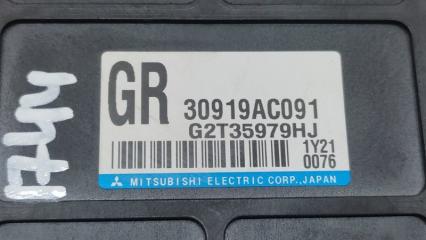 GR 30919AC091
G2T35979HJ
1Y21
0076
MITSUBISHI ELECTRIC CORP., JAPAN